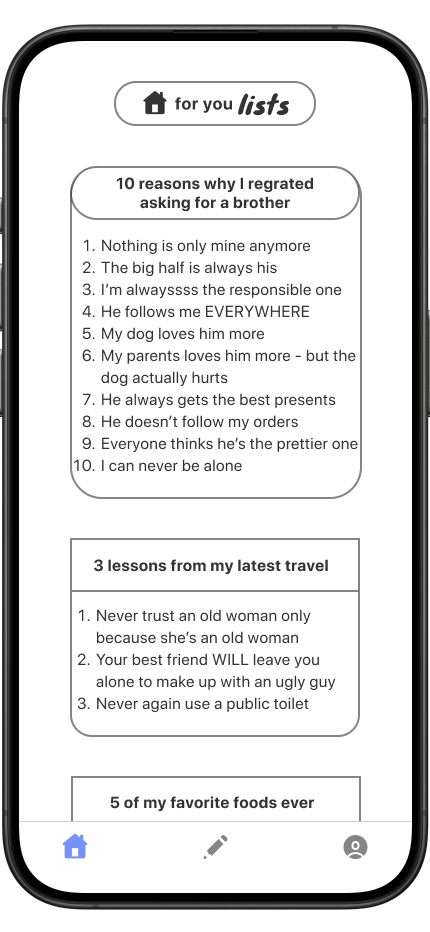 for you lists
10 reasons why I regrated
asking for a brother
1. Nothing is only mine anymore
2. The big half is always his
3. I'm alwayssss the responsible one
4. He follows me EVERYWHERE
5. My dog loves him more
6. My parents loves him more - but the
dog actually hurts
7. He always gets the best presents
8. He doesn't follow my orders
9. Everyone thinks he's the prettier one
10. I can never be alone
3 lessons from my latest travel
1. Never trust an old woman only
because she's an old woman
2. Your best friend WILL leave you
alone to make up with an ugly guy
3. Never again use a public toilet
5 of my favorite foods ever